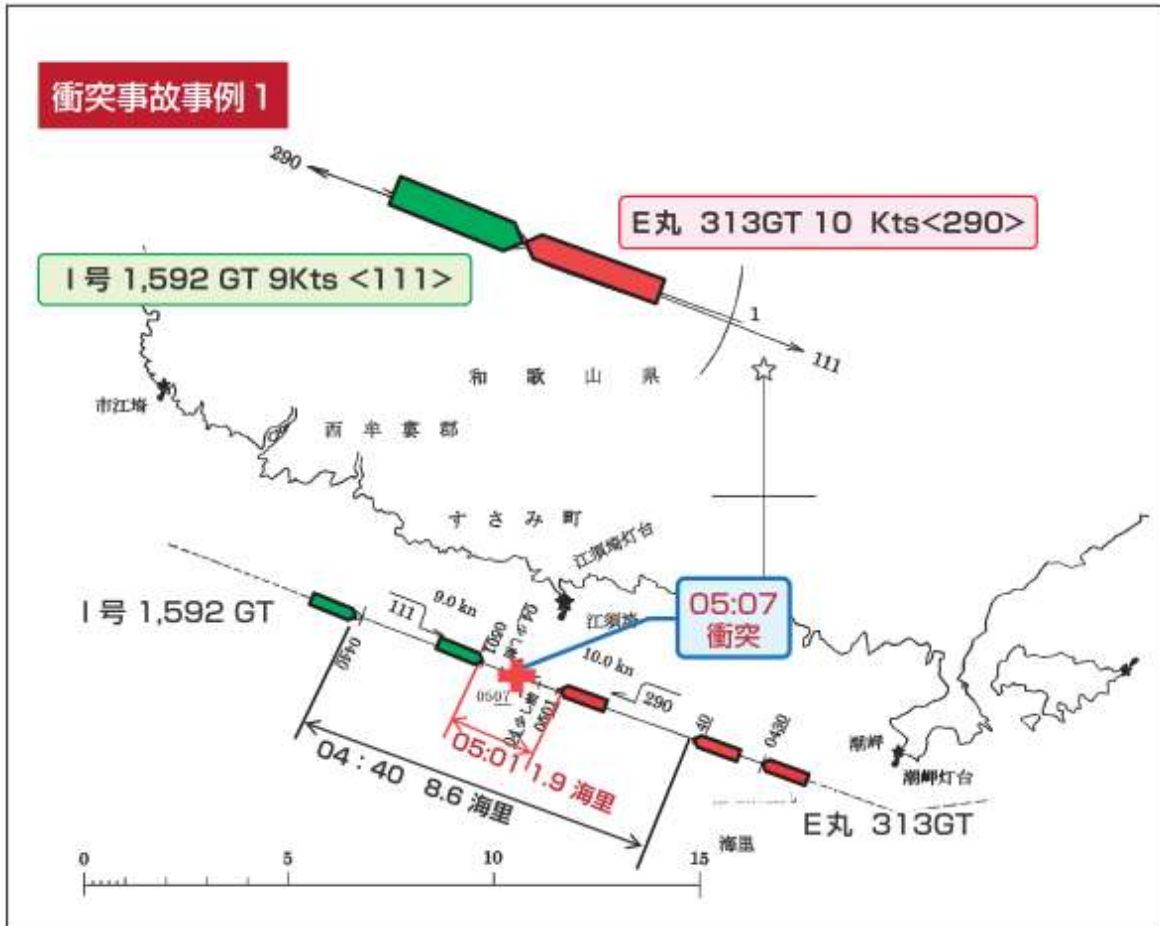 衝突事故事例 1
290
E丸 313GT 10 Kts<290>
I号 1,592 GT 9Kts <111>
1
111
和歌山県
市江埼
西牟婁郡
すさみ町
江須埼灯台
I号 1,592 GT
9.0 kn
111
0501
江須埼
05:07
衝突
10.0 kn
290
0440
0507
0501
40
0430
潮岬
潮岬灯台
05:01 1.9 海里
04:40 8.6 海里
E丸 313GT
海里
0 5 10 15